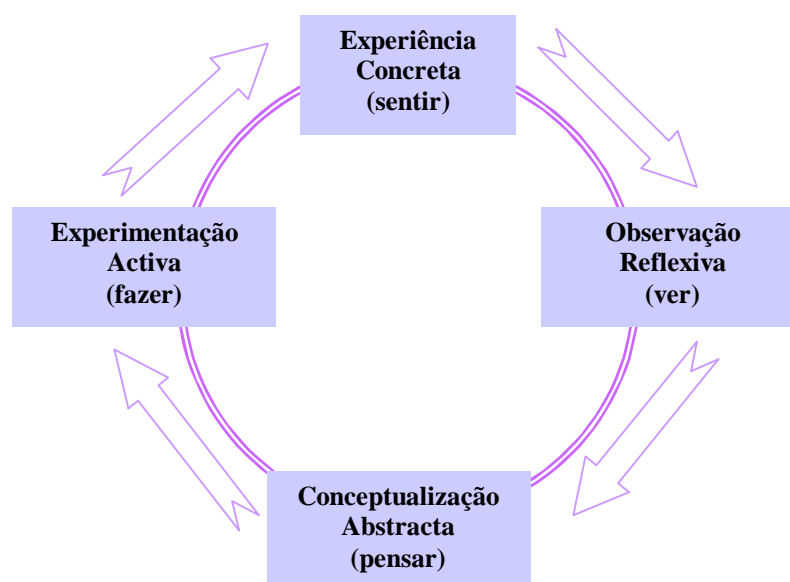 Experiência
Concreta
(sentir)
Experimentação
Activa
(fazer)
Observação
Reflexiva
(ver)
Conceptualização
Abstracta
(pensar)